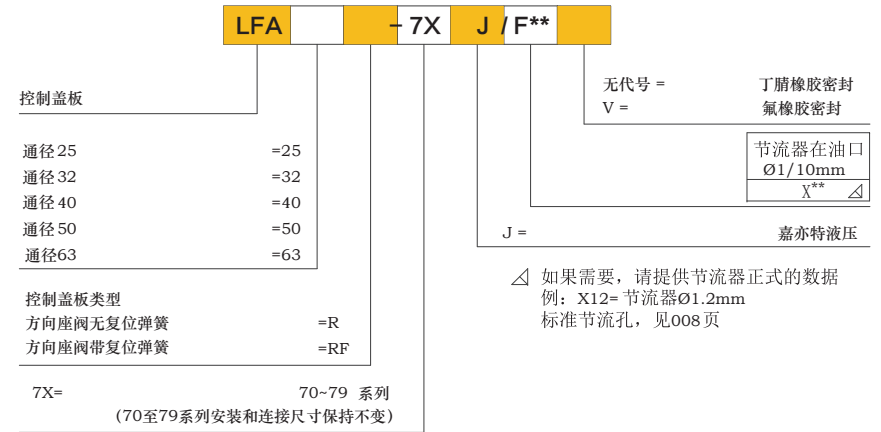 LFA - 7X J / F**
控制盖板
通径25 =25
通径32 =32
通径40 =40
通径50 =50
通径63 =63
控制盖板类型
方向座阀无复位弹簧 =R
方向座阀带复位弹簧 =RF
7X= 70~79 系列
(70至79系列安装和连接尺寸保持不变)
无代号 = 丁腈橡胶密封
V = 氟橡胶密封
节流器在油口
Ø1/10mm
X**
J = 嘉亦特液压
如果需要，请提供节流器正式的数据
例：X12= 节流器Ø1.2mm
标准节流孔，见008页